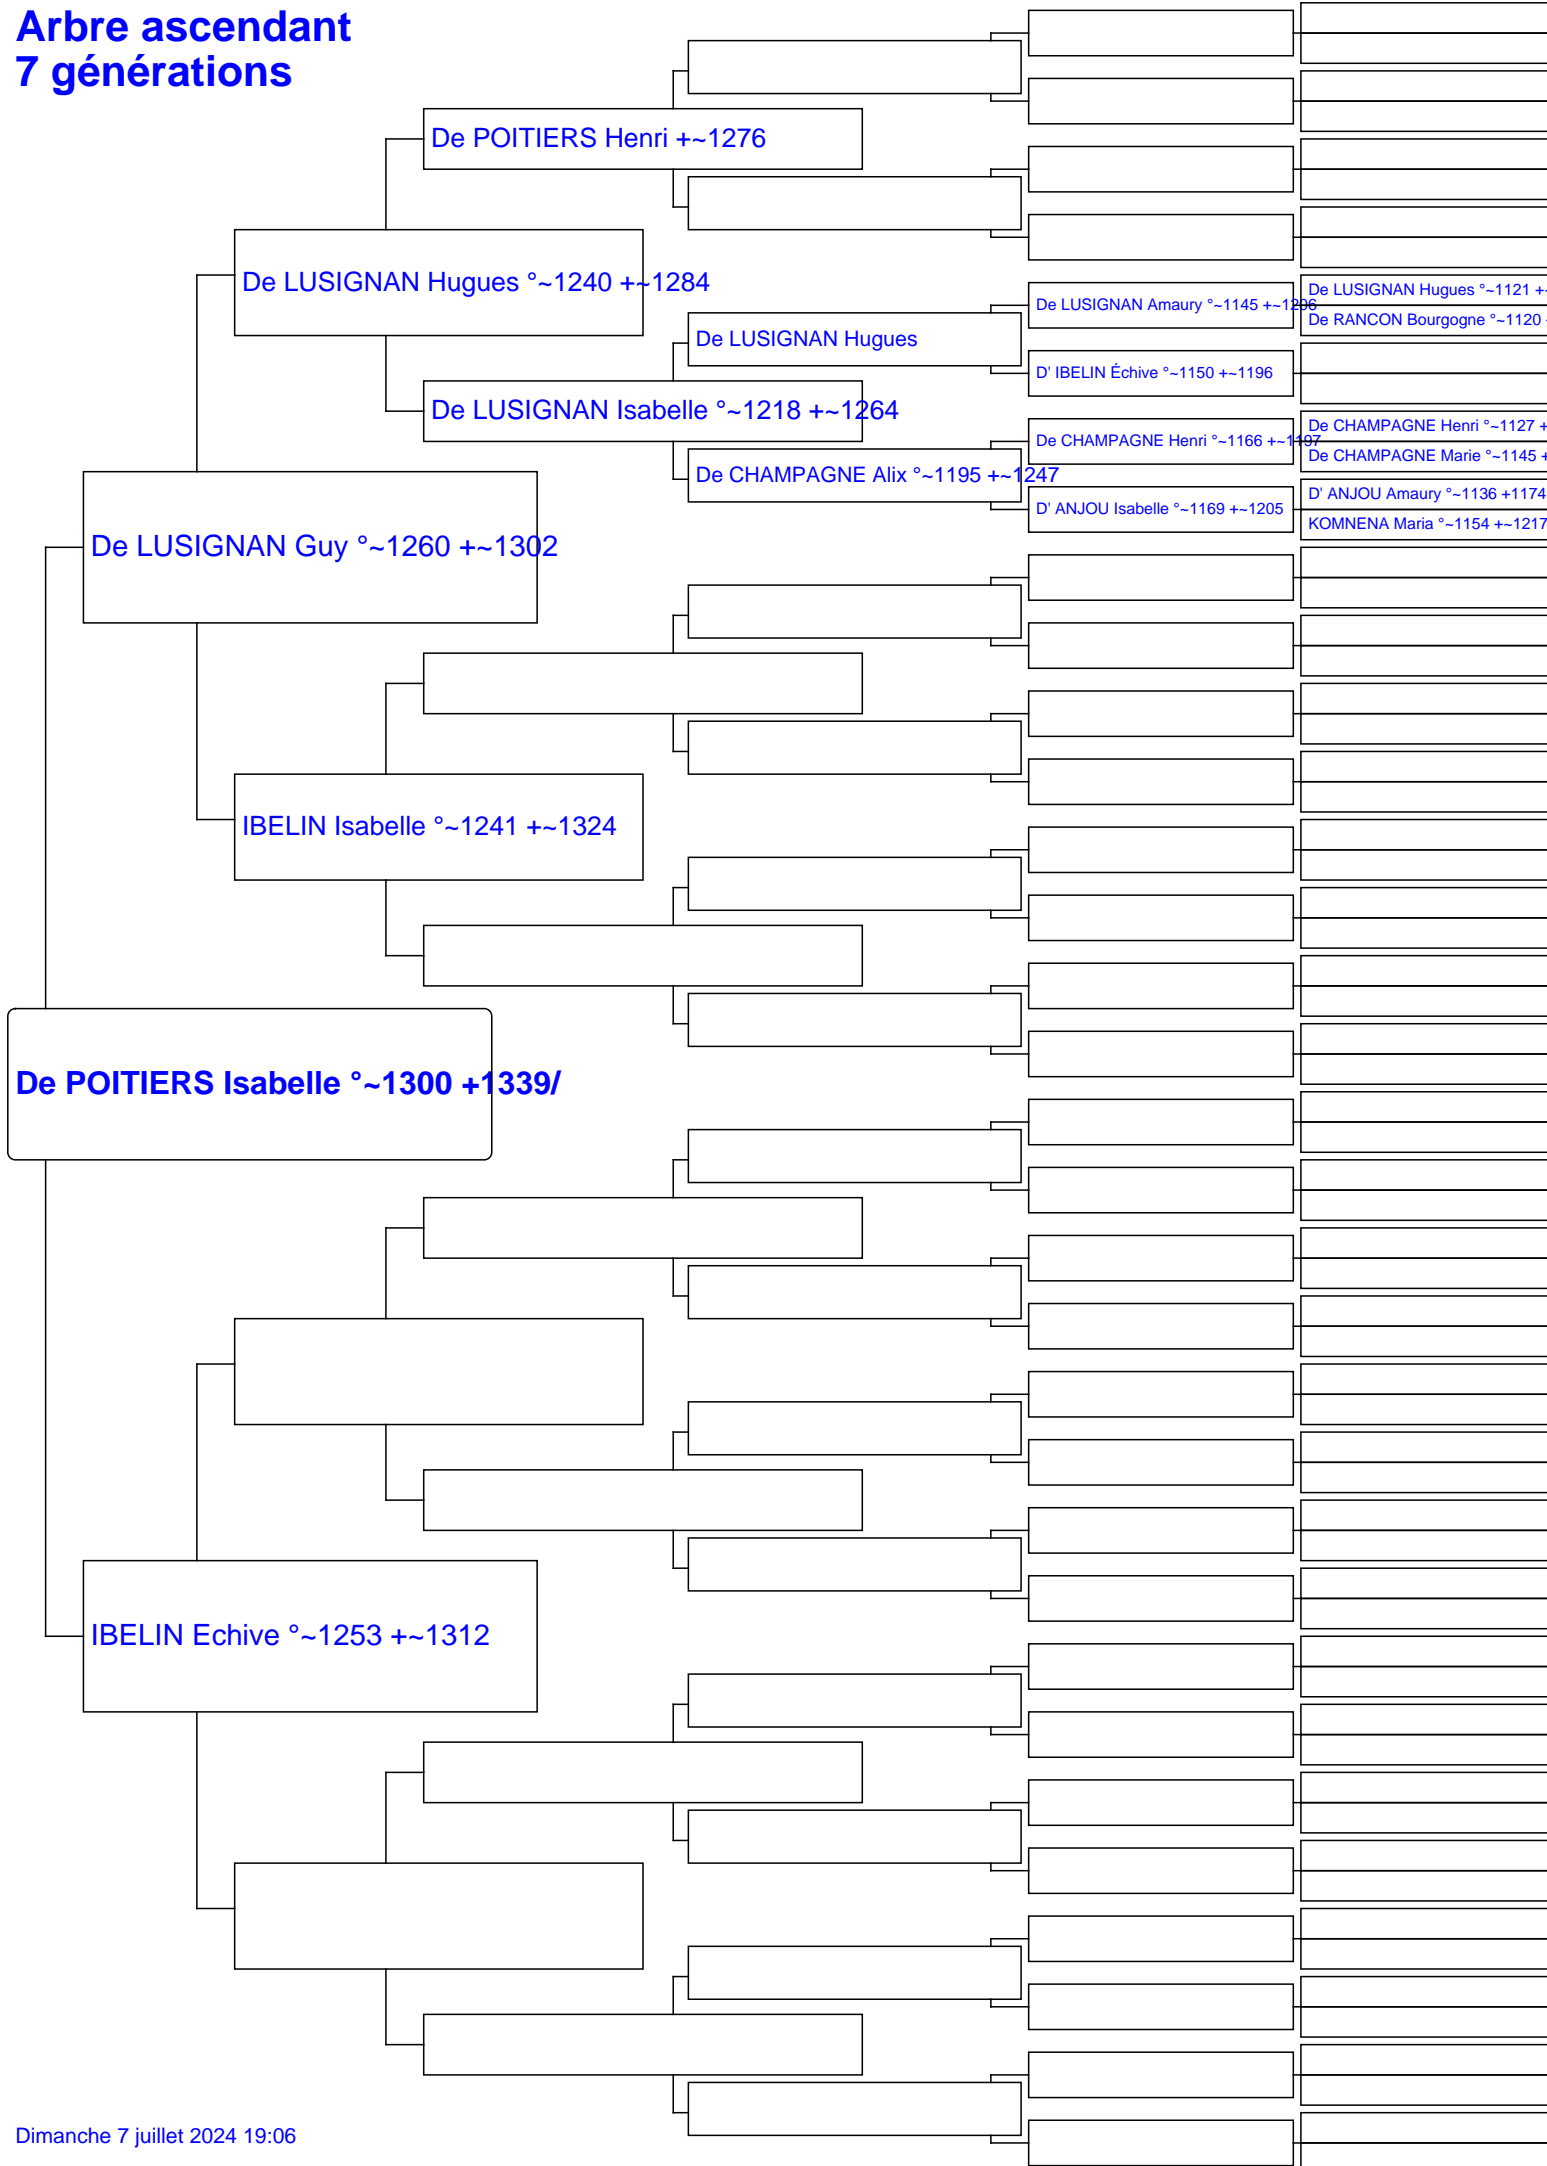 Arbre ascendant
7 générations
De POITIERS Henri +~1276
De LUSIGNAN Hugues °~1240 +~1284
De LUSIGNAN Hugues °~1121 +~
De LUSIGNAN Amaury °~1145 +~1206
De RANCON Bourgogne °~1120
De LUSIGNAN Hugues
D' IBELIN Échive °~1150 +~1196
De LUSIGNAN Isabelle °~1218 +~1264
De CHAMPAGNE Henri °~1127 +
De CHAMPAGNE Henri °~1166 +~1197
De CHAMPAGNE Marie °~1145 +
De CHAMPAGNE Alix °~1195 +~1247
D' ANJOU Amaury °~1136 +1174
D' ANJOU Isabelle °~1169 +~1205
KOMNENA Maria °~1154 +~1217
De LUSIGNAN Guy °~1260 +~1302
IBELIN Isabelle °~1241 +~1324
De POITIERS Isabelle °~1300 +1339/
IBELIN Echive °~1253 +~1312
Dimanche 7 juillet 2024 19:06